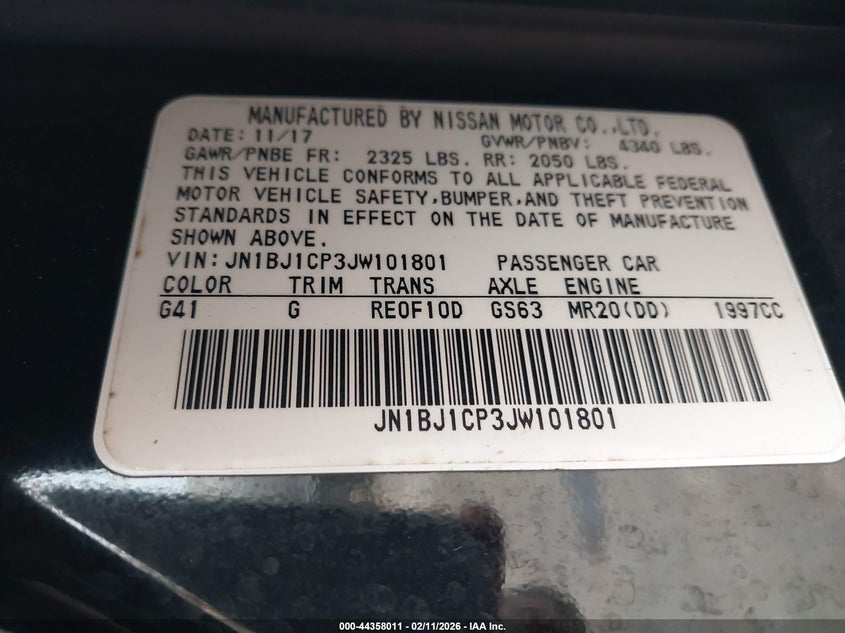 MANUFACTURED BY NISSAN MOTOR CO.,LTD.
DATE: 11/17 GVWR/PNBV: 4340 LBS.
GAWR/PNBE FR: 2325 LBS. RR: 2050 LBS.
THIS VEHICLE CONFORMS TO ALL APPLICABLE FEDERAL
MOTOR VEHICLE SAFETY,BUMPER,AND THEFT PREVENTION
STANDARDS IN EFFECT ON THE DATE OF MANUFACTURE
SHOWN ABOVE.
VIN: JN1BJ1CP3JW101801 PASSENGER CAR
COLOR TRIM TRANS AXLE ENGINE
G41 G RE0F10D GS63 MR20(DD) 1997CC
JN1BJ1CP3JW101801
000-44358011 - 02/11/2026 - IAA Inc.